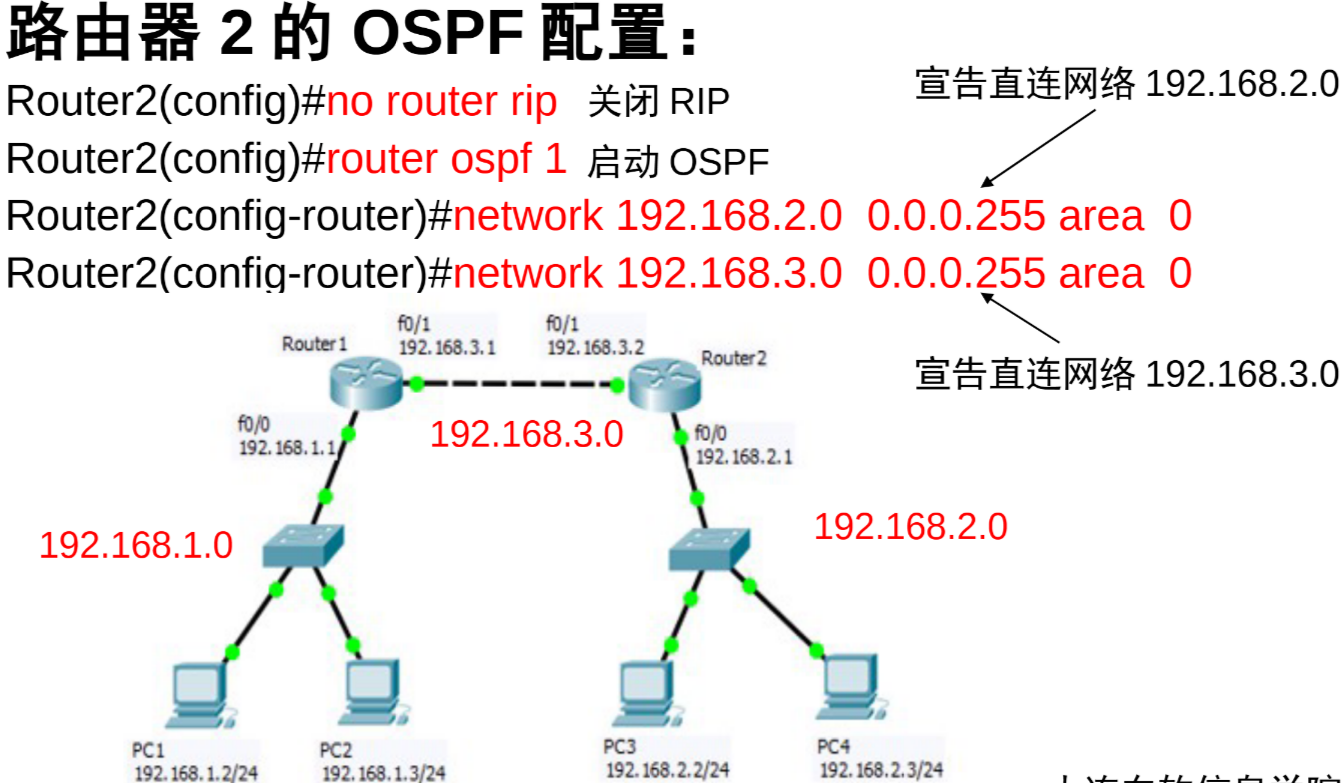 路由器 2 的 OSPF 配置：
Router2(config)#no router rip 关闭 RIP
宣告直连网络 192.168.2.0
Router2(config)#router ospf 1 启动 OSPF
Router2(config-router)#network 192.168.2.0 0.0.0.255 area 0
Router2(config-router)#network 192.168.3.0 0.0.0.255 area 0
宣告直连网络 192.168.3.0
Router1
f0/1
192.168.3.1
f0/1
192.168.3.2
Router2
f0/0
192.168.1.1
192.168.3.0
f0/0
192.168.2.1
192.168.1.0
192.168.2.0
PC1
192.168.1.2/24
PC2
192.168.1.3/24
PC3
192.168.2.2/24
PC4
192.168.2.3/24